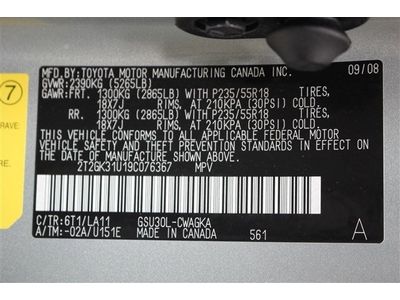 MFD.BY:TOYOTA MOTOR MANUFACTURING CANADA INC. 09/08
GVWR:2390KG (5265LB)
GAWR:FRT. 1300KG (2865LB) WITH P235/55R18 TIRES,
18X7J RIMS, AT 210KPA (30PSI) COLD.
RR. 1300KG (2865LB) WITH P235/55R18 TIRES,
18X7J RIMS, AT 210KPA (30PSI) COLD.
THIS VEHICLE CONFORMS TO ALL APPLICABLE FEDERAL MOTOR
VEHICLE SAFETY AND THEFT PREVENTION STANDARDS IN EFFECT
ON THE DATE OF MANUFACTURE SHOWN ABOVE.
2T2GK31U19C076367 MPV
C/TR:6T1/LA11 GSU30L-CWAGKA
A/TM:-02A/U151E MADE IN CANADA 561 A
7
RAVE.